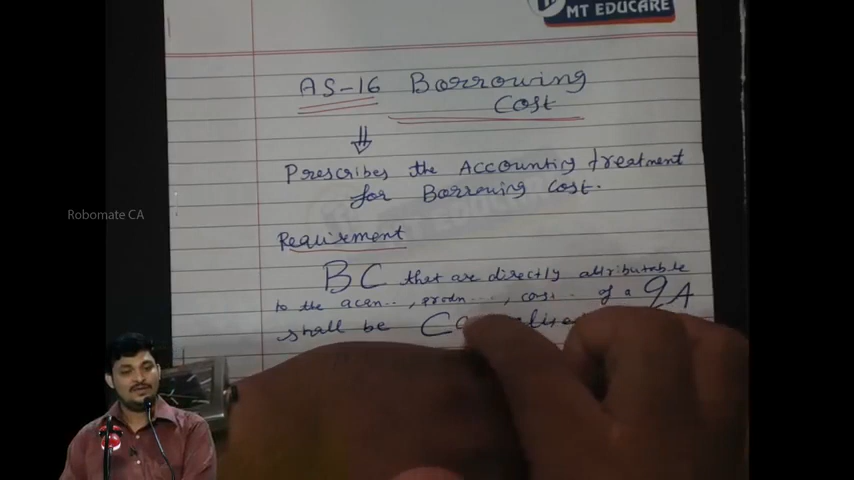 MT EDUCARE
AS-16 Borrowing
Cost
Prescribes the Accounting treatment
for Borrowing Cost.
Robomate CA
Requirment
BC that are directly attributable
to the acqn.., prodn...., cost.. of a QA
shall be